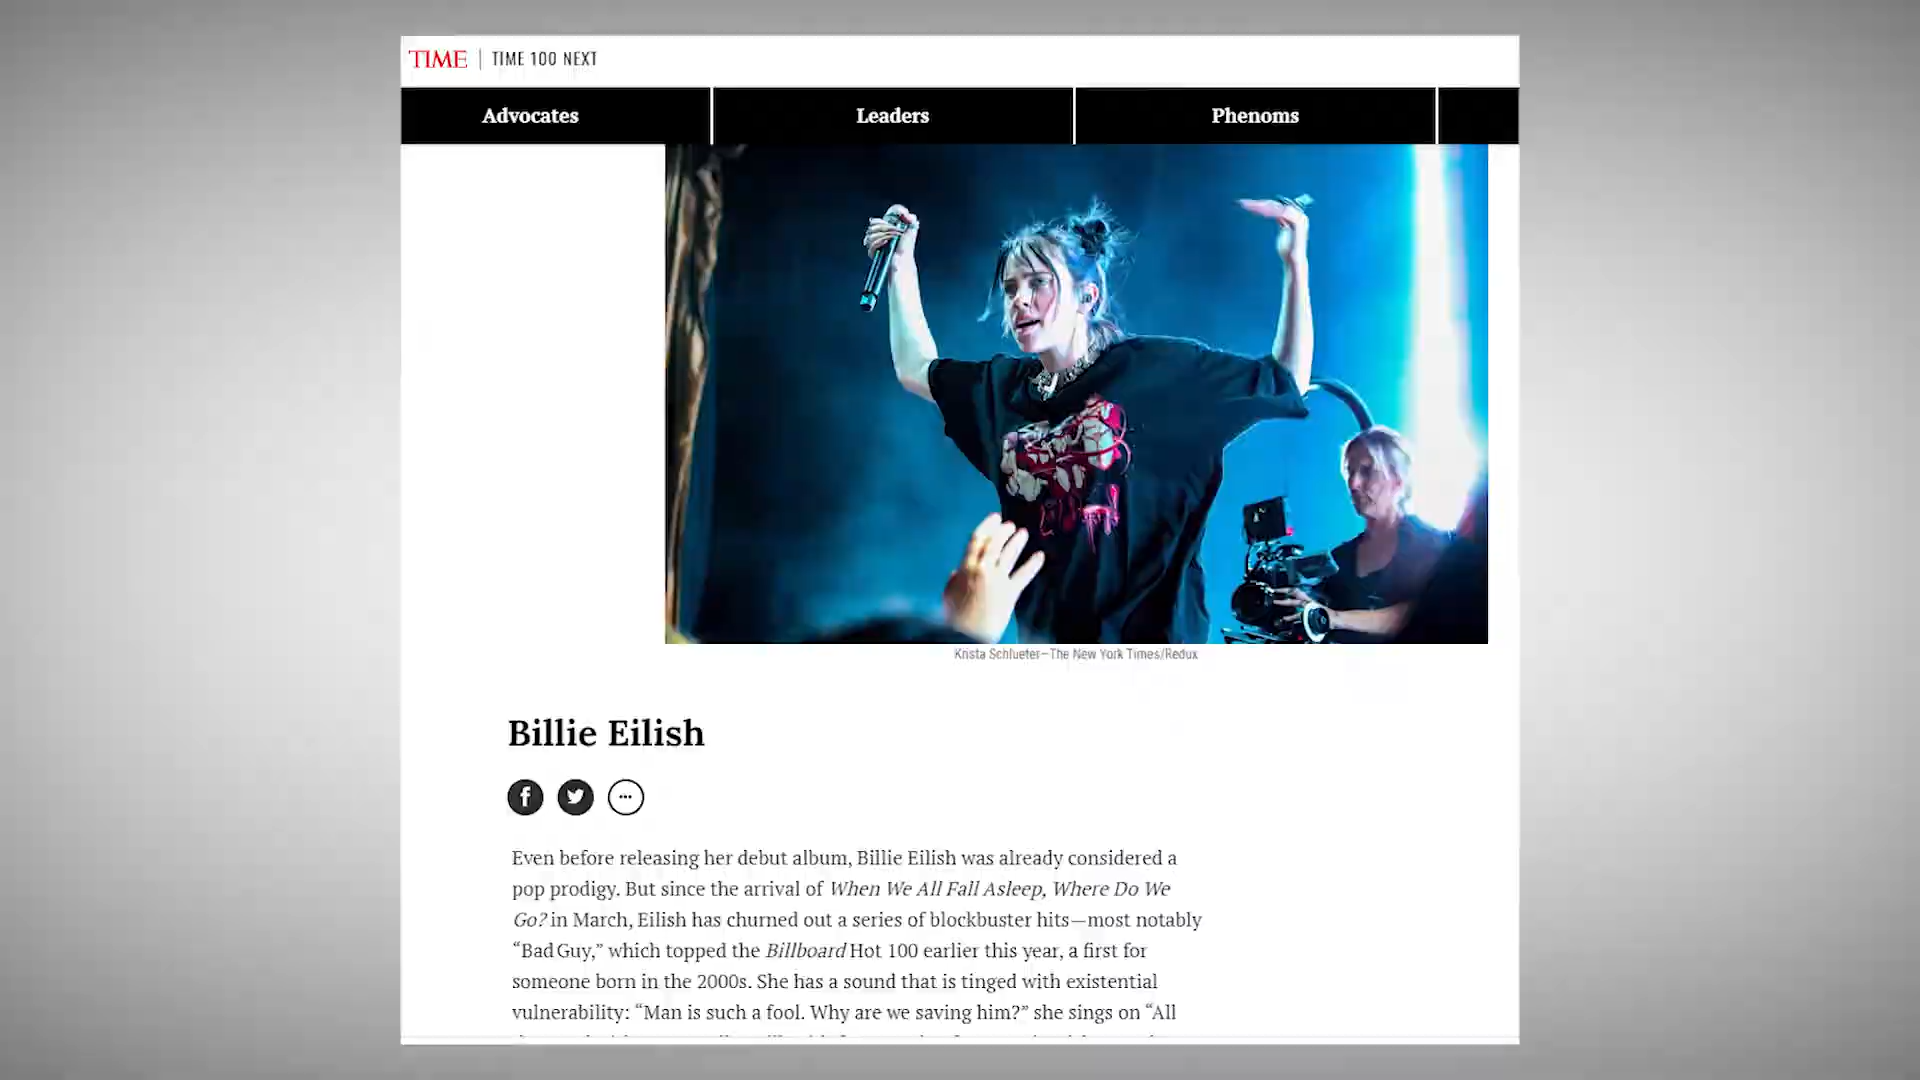 TIME | TIME 100 NEXT
Advocates
Leaders
Phenoms
Krista Schlueter—The New York Times/Redux
Billie Eilish
Even before releasing her debut album, Billie Eilish was already considered a
pop prodigy. But since the arrival of When We All Fall Asleep, Where Do We
Go? in March, Eilish has churned out a series of blockbuster hits—most notably
“Bad Guy,” which topped the Billboard Hot 100 earlier this year, a first for
someone born in the 2000s. She has a sound that is tinged with existential
vulnerability: “Man is such a fool. Why are we saving him?” she sings on “All